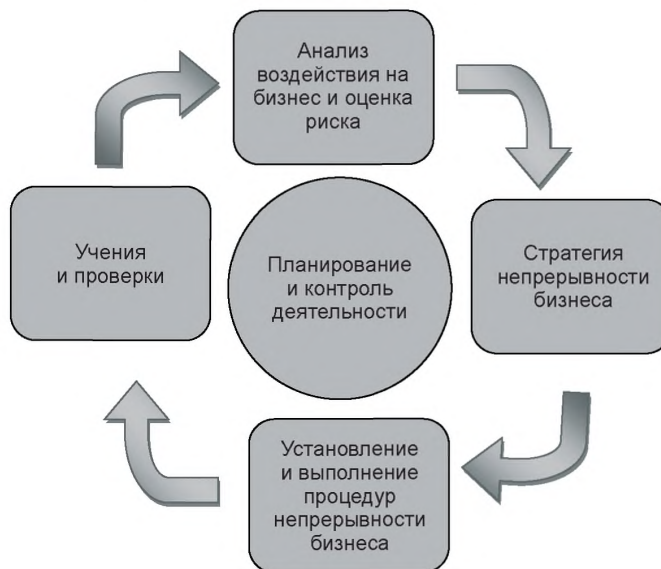 Анализ
воздействия на
бизнес и оценка
риска
Стратегия
непрерывности
бизнеса
Установление
и выполнение
процедур
непрерывности
бизнеса
Учения
и проверки
Планирование
и контроль
деятельности